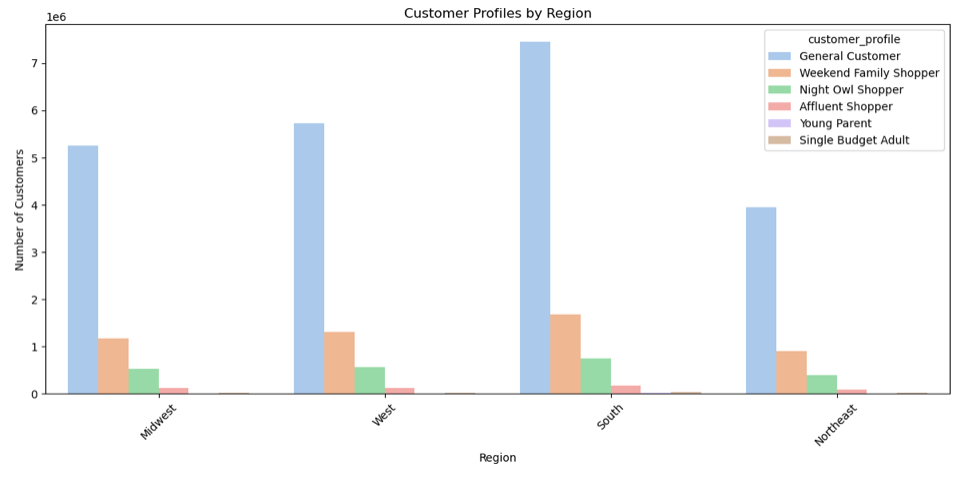 Customer Profiles by Region
1e6
7
6
5
4
3
2
1
0
Number of Customers
customer_profile
General Customer
Weekend Family Shopper
Night Owl Shopper
Affluent Shopper
Young Parent
Single Budget Adult
Midwest
West
South
Northeast
Region